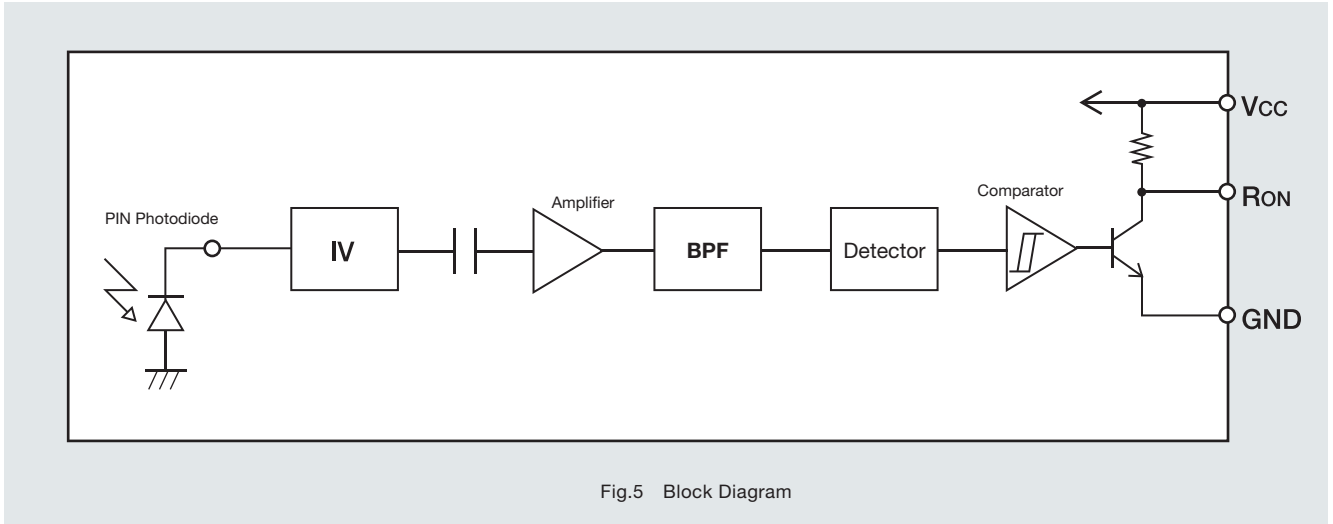 PIN Photodiode
IV
Amplifier
BPF
Detector
Comparator
VCC
RON
GND
Fig.5 Block Diagram